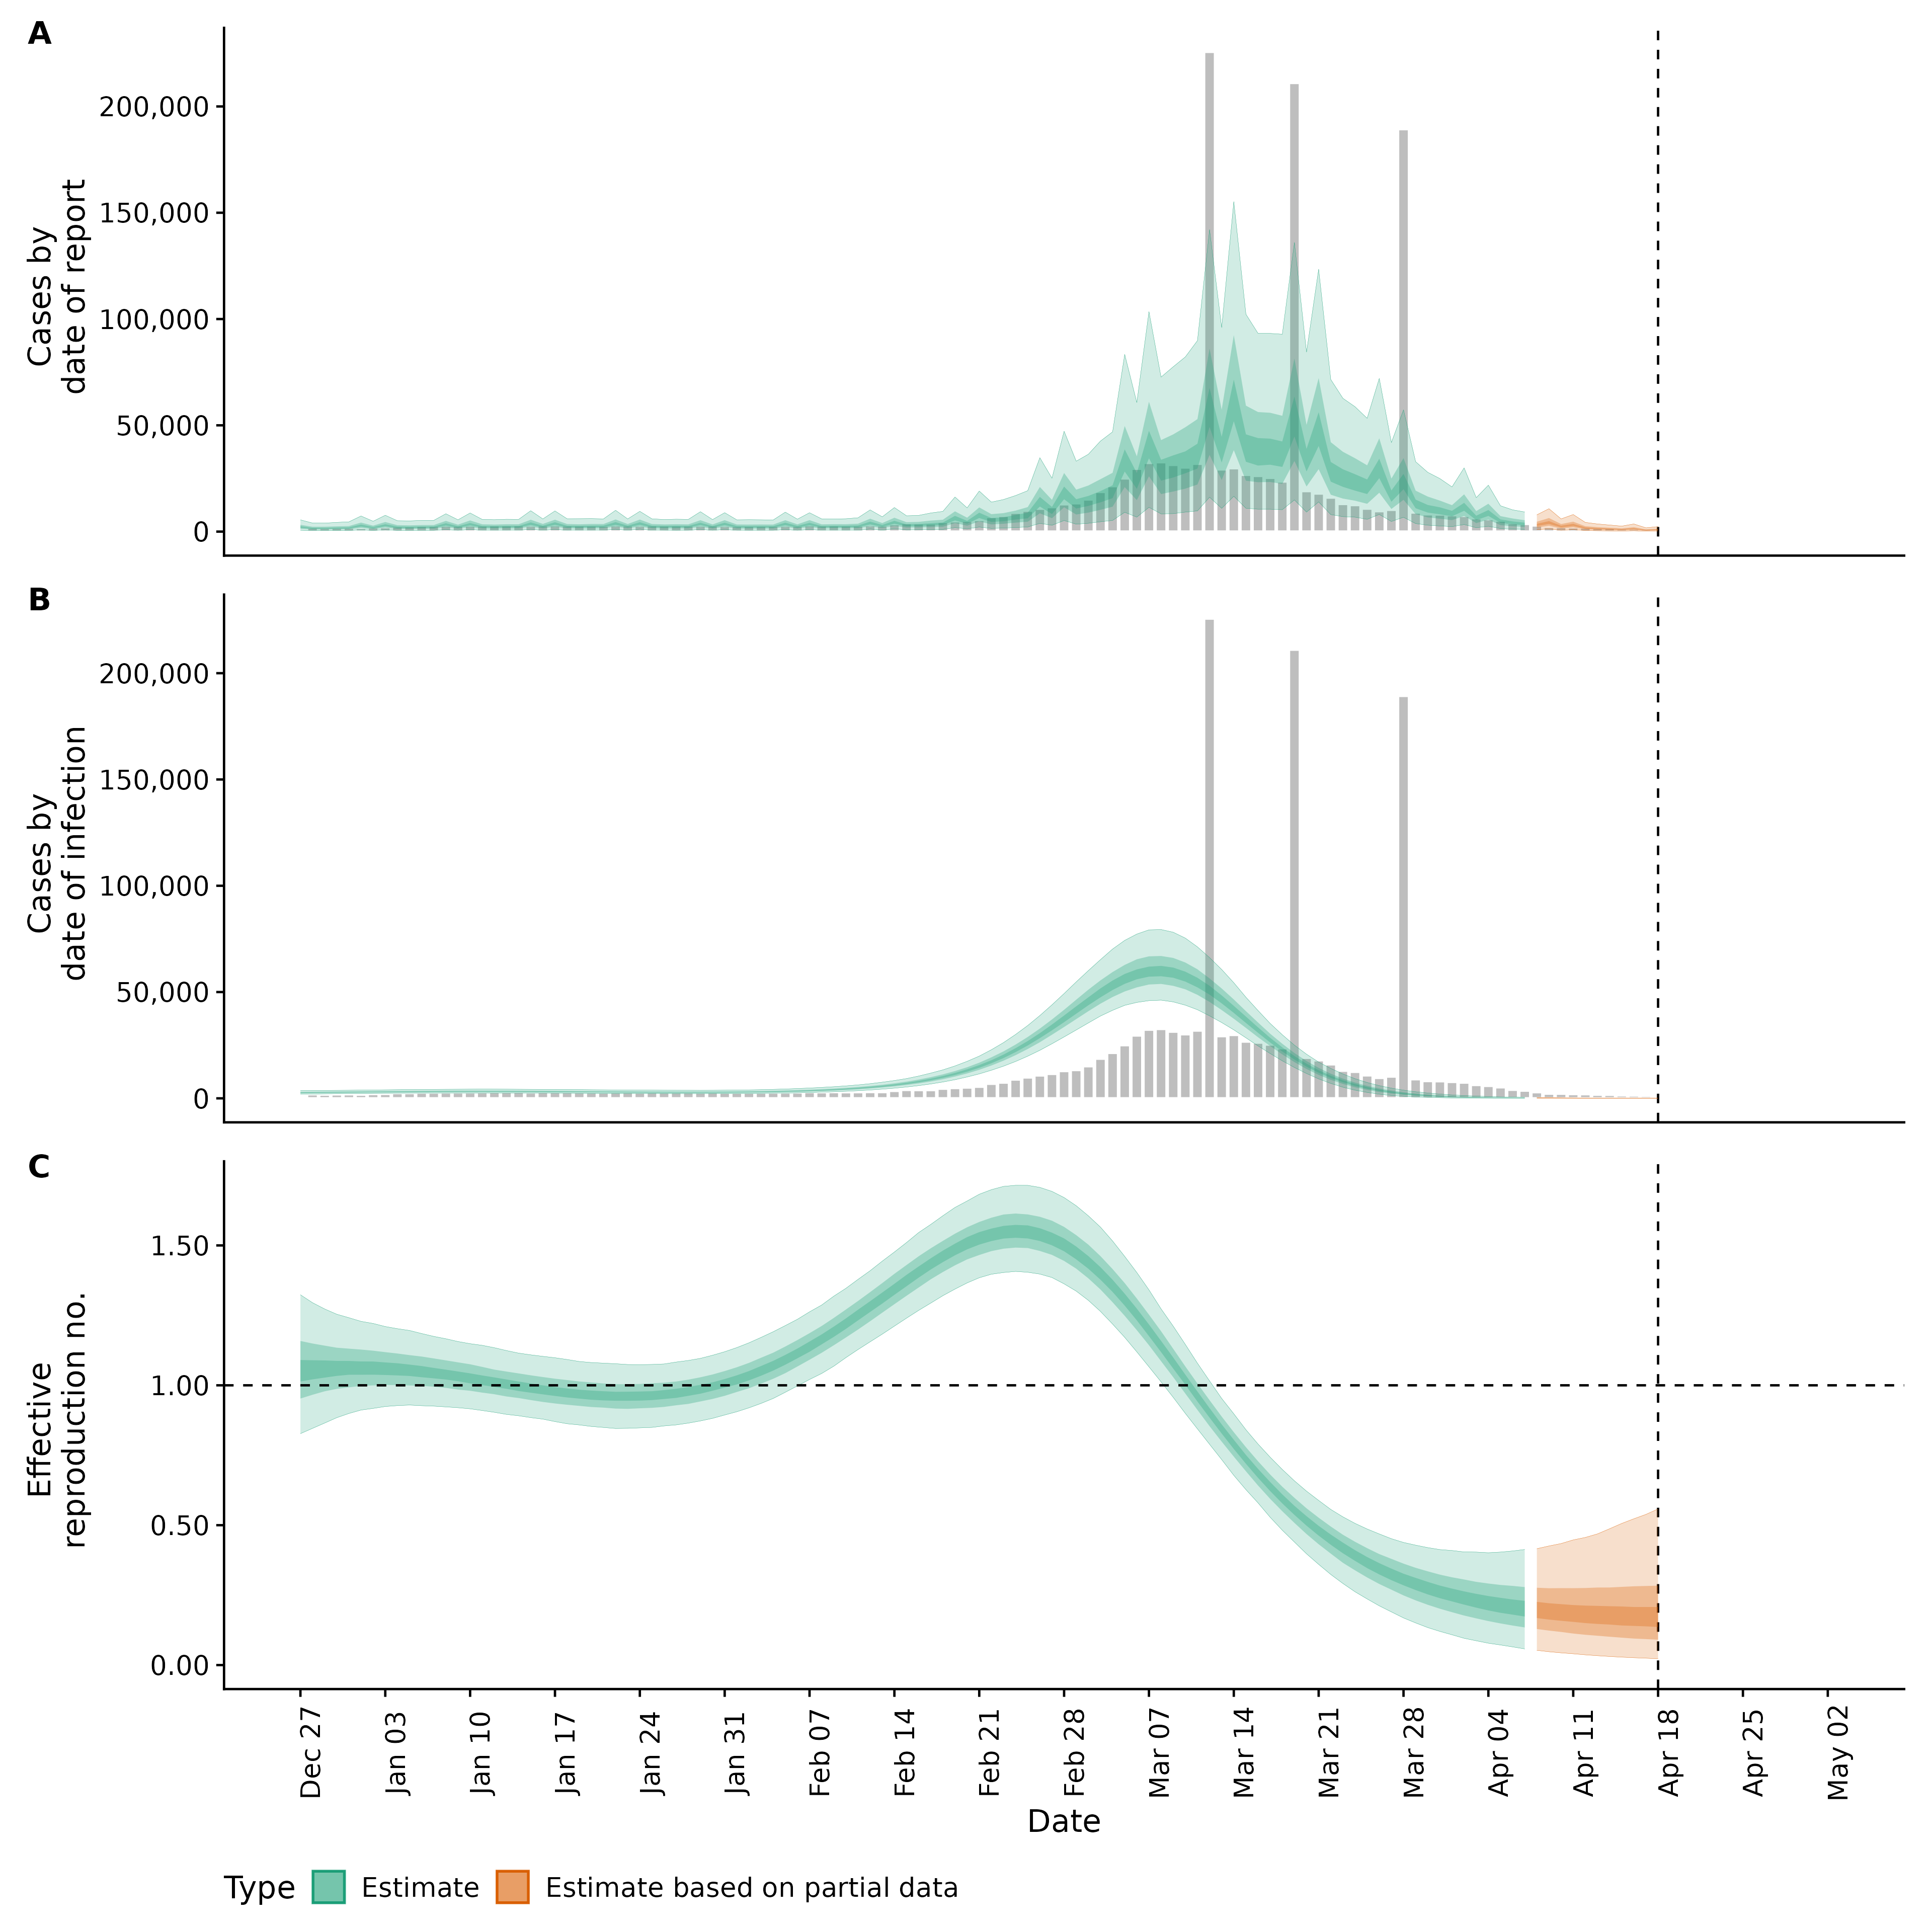 A
Cases by
date of report
200,000
150,000
100,000
50,000
0
B
Cases by
date of infection
200,000
150,000
100,000
50,000
0
C
Effective
reproduction no.
1.50
1.00
0.50
0.00
Dec 27
Jan 03
Jan 10
Jan 17
Jan 24
Jan 31
Feb 07
Feb 14
Feb 21
Feb 28
Mar 07
Mar 14
Mar 21
Mar 28
Apr 04
Apr 11
Apr 18
Apr 25
May 02
Date
Type Estimate Estimate based on partial data